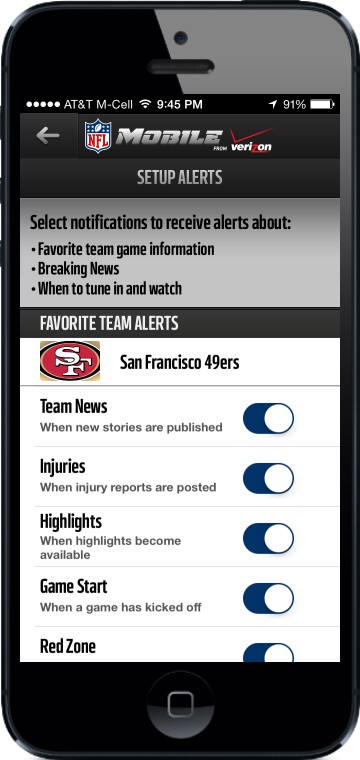 AT&T M-Cell 9:45 PM 91%
NFL MOBILE FROM verizon
SETUP ALERTS
Select notifications to receive alerts about:
• Favorite team game information
• Breaking News
• When to tune in and watch
FAVORITE TEAM ALERTS
SF San Francisco 49ers
Team News
When new stories are published
Injuries
When injury reports are posted
Highlights
When highlights become
available
Game Start
When a game has kicked off
Red Zone